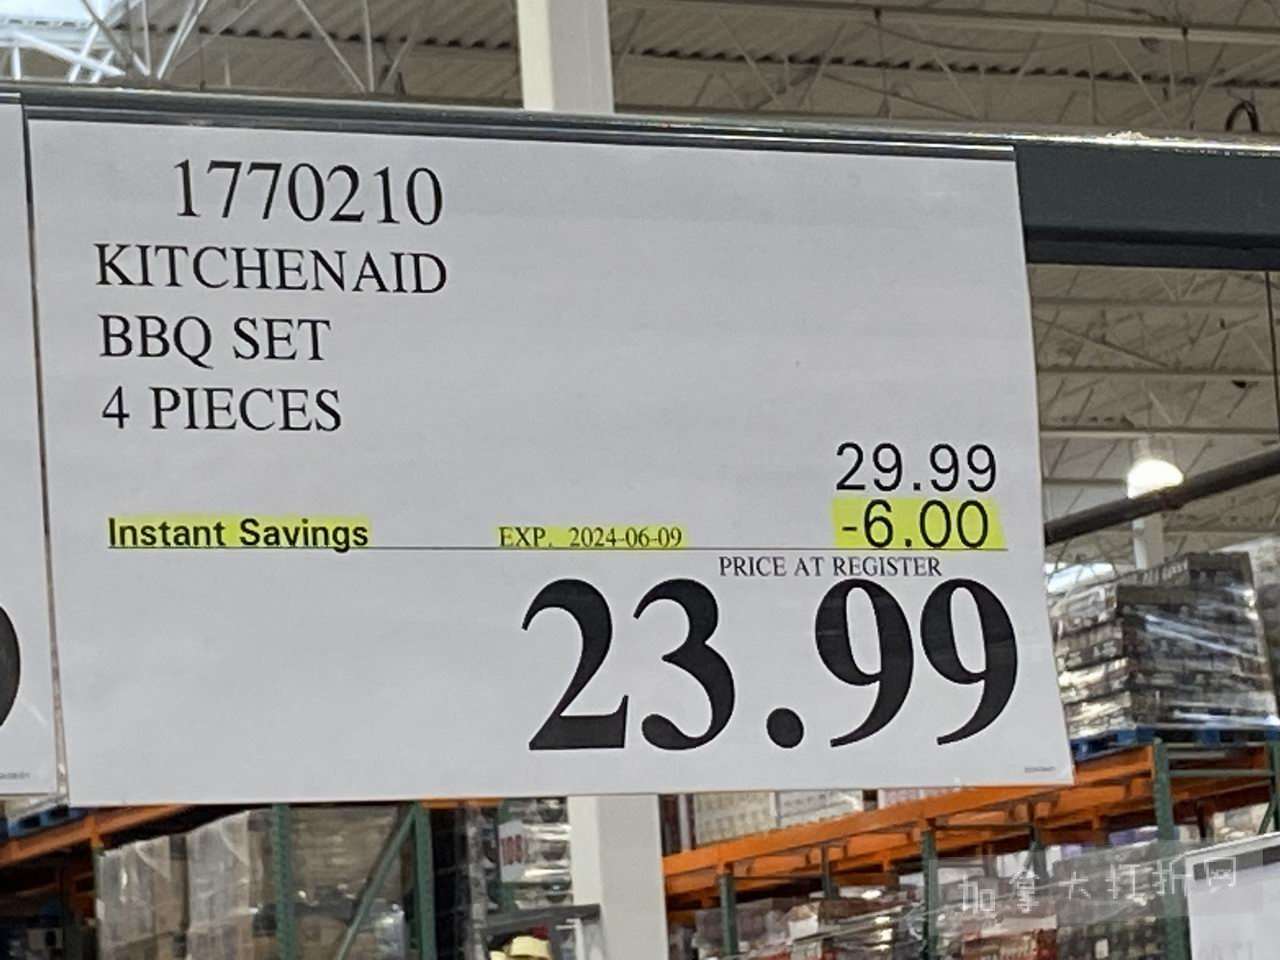 1770210
KITCHENAID
BBQ SET
4 PIECES
29.99
Instant Savings EXP. 2024-06-09 -6.00
PRICE AT REGISTER
23.99
加拿大打折网